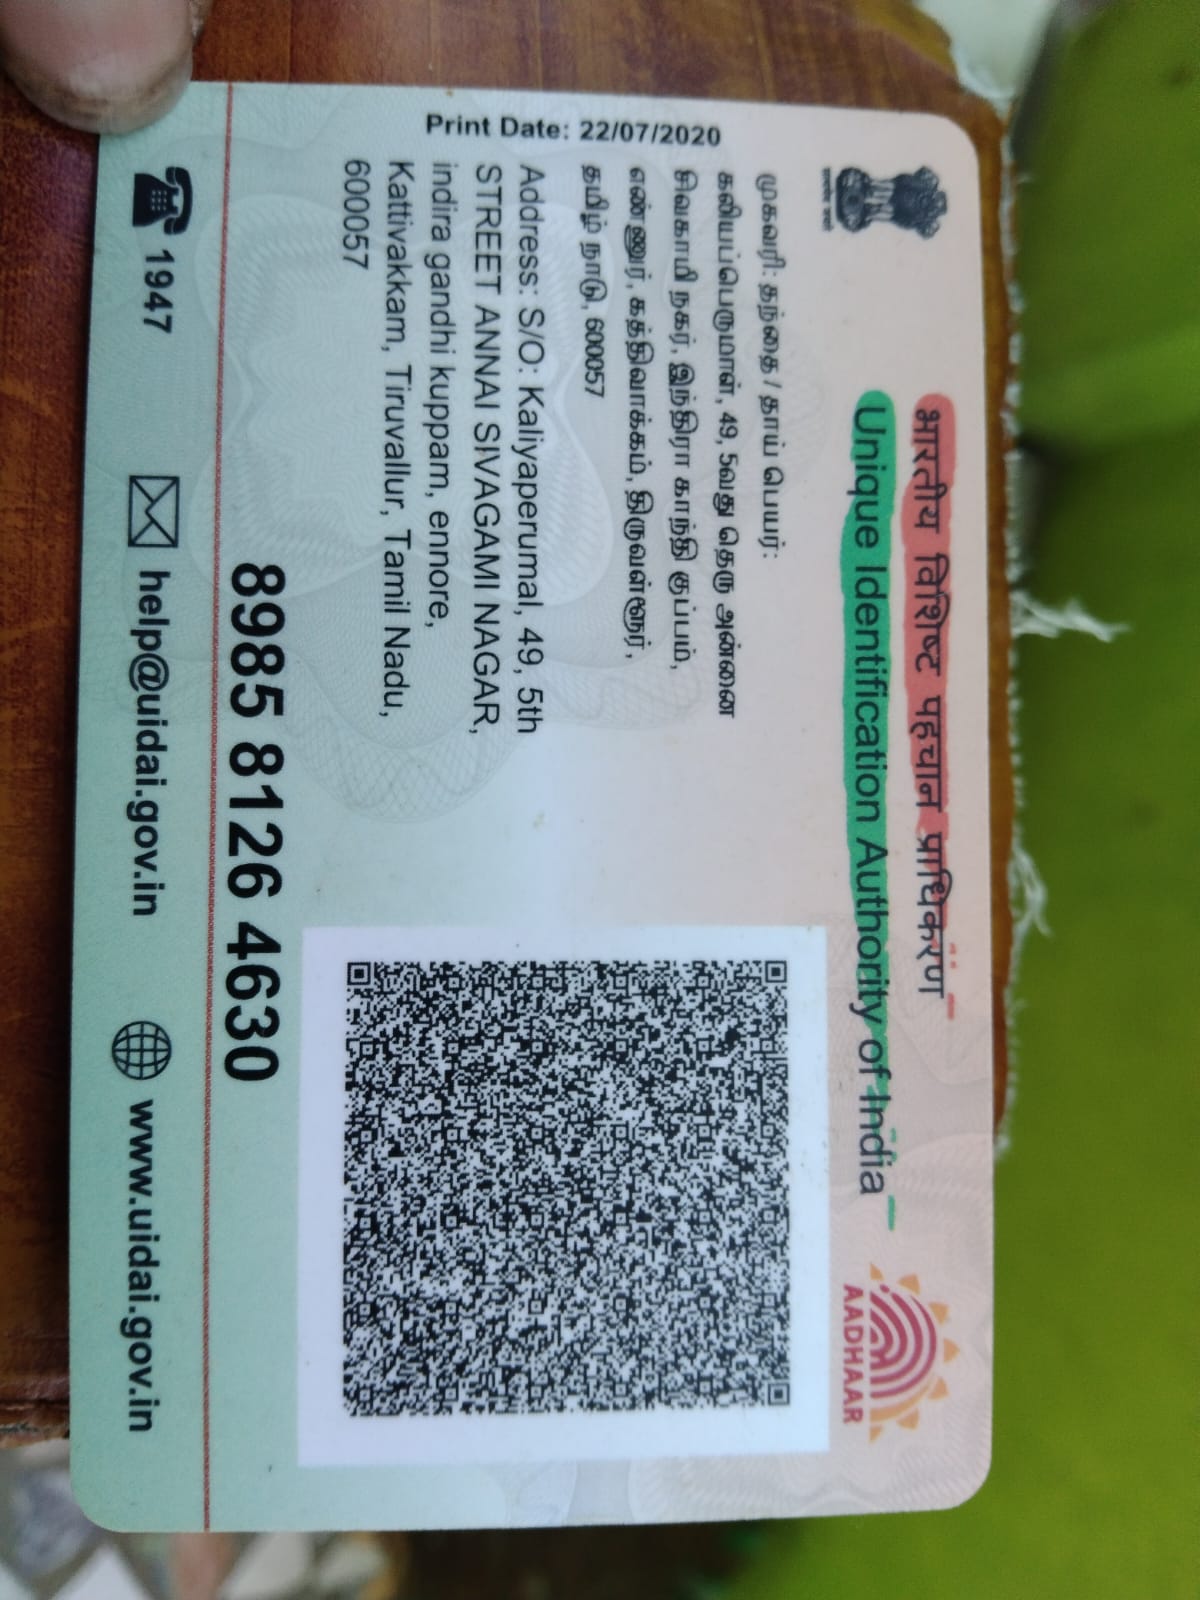 भारतीय विशिष्ट पहचान प्राधिकरण
Unique Identification Authority of India
AADHAAR
முகவரி: தந்தை / தாய் பெயர்:
கலியப்பெருமாள், 49, 5வது தெரு அன்னை
சிவகாமி நகர், இந்திரா காந்தி குப்பம்,
எண்ணூர், கத்திவாக்கம், திருவள்ளூர்,
தமிழ் நாடு, 600057
Address: S/O: Kaliyaperumal, 49, 5th
STREET ANNAI SIVAGAMI NAGAR,
indira gandhi kuppam, ennore,
Kattivakkam, Tiruvallur, Tamil Nadu,
600057
Print Date: 22/07/2020
8985 8126 4630
1947
help@uidai.gov.in
www.uidai.gov.in